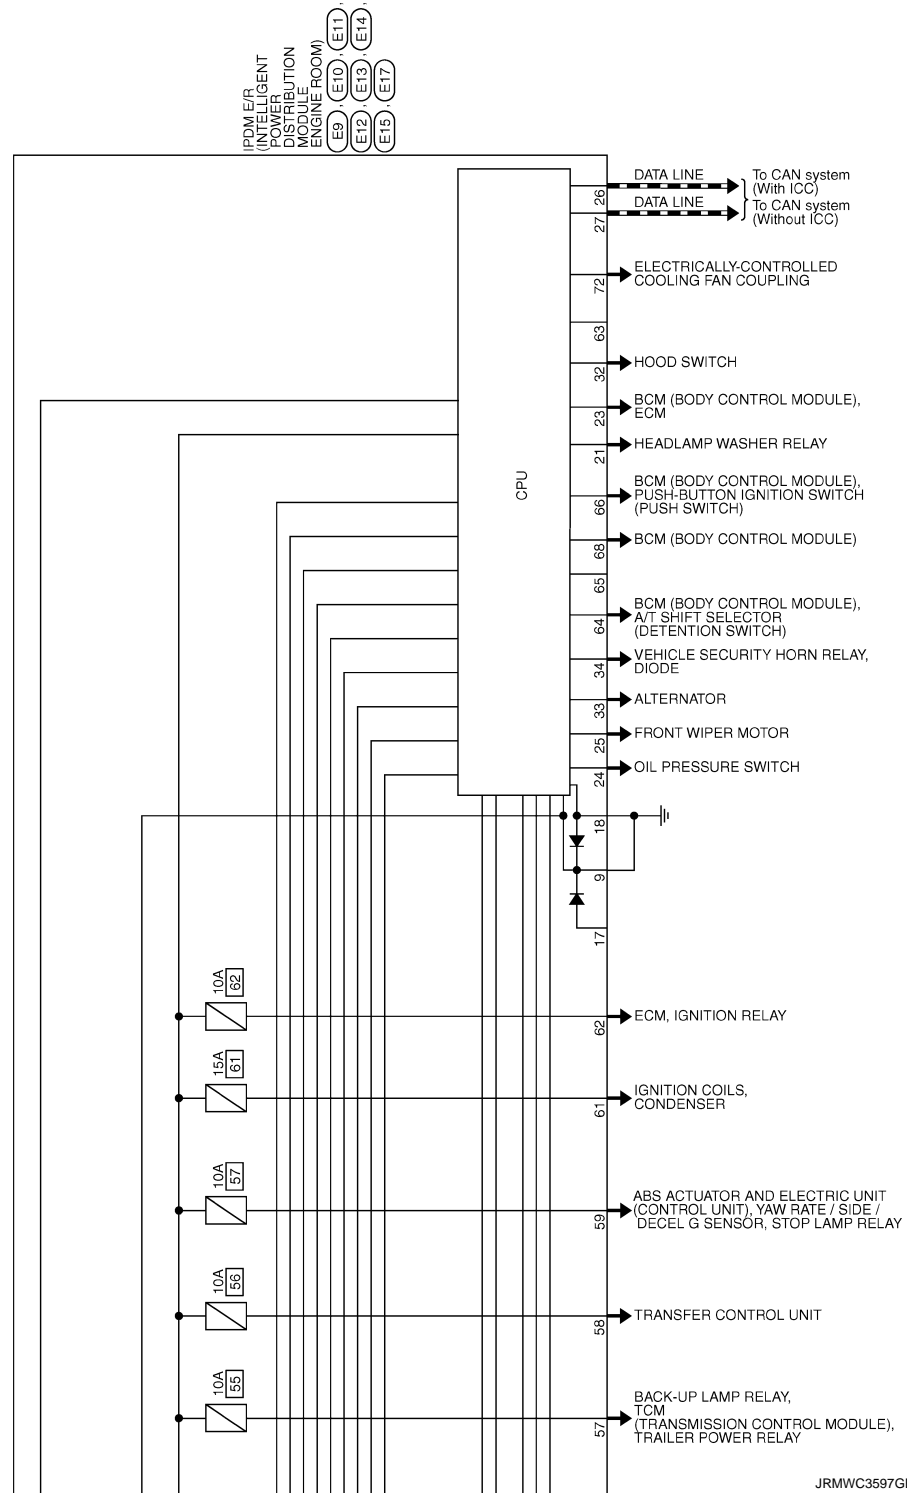 IPDM E/R
(INTELLIGENT
POWER
DISTRIBUTION
MODULE
ENGINE ROOM)
E9 , E10 , E11 ,
E12 , E13 , E14 ,
E15 , E17
DATA LINE
26
To CAN system
(With ICC)
DATA LINE
27
To CAN system
(Without ICC)
72
ELECTRICALLY-CONTROLLED
COOLING FAN COUPLING
63
32
HOOD SWITCH
23
BCM (BODY CONTROL MODULE),
ECM
21
HEADLAMP WASHER RELAY
CPU
66
BCM (BODY CONTROL MODULE),
PUSH-BUTTON IGNITION SWITCH
(PUSH SWITCH)
68
BCM (BODY CONTROL MODULE)
65
64
BCM (BODY CONTROL MODULE),
A/T SHIFT SELECTOR
(DETENTION SWITCH)
34
VEHICLE SECURITY HORN RELAY,
DIODE
33
ALTERNATOR
25
FRONT WIPER MOTOR
24
OIL PRESSURE SWITCH
18
9
17
10A
62
62
ECM, IGNITION RELAY
15A
61
61
IGNITION COILS,
CONDENSER
10A
57
59
ABS ACTUATOR AND ELECTRIC UNIT
(CONTROL UNIT), YAW RATE / SIDE /
DECEL G SENSOR, STOP LAMP RELAY
10A
56
58
TRANSFER CONTROL UNIT
10A
55
57
BACK-UP LAMP RELAY,
TCM
(TRANSMISSION CONTROL MODULE),
TRAILER POWER RELAY